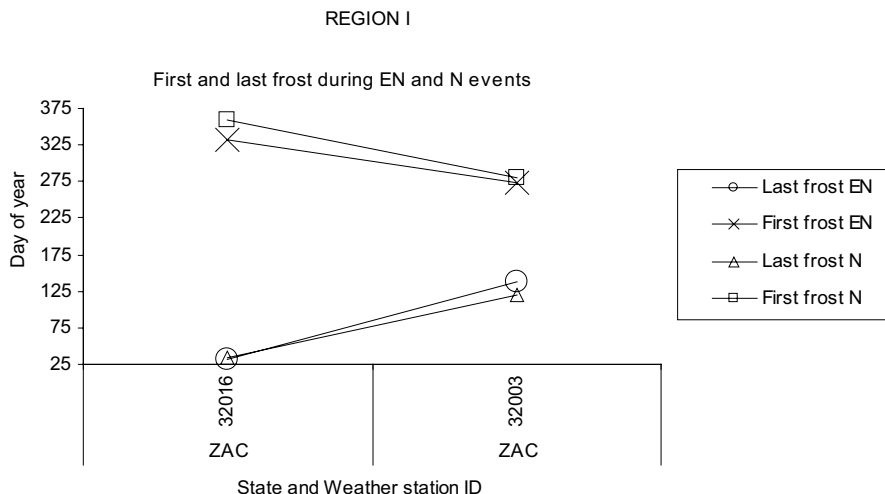 REGION I
First and last frost during EN and N events
375
325
275
225
175
125
75
25
Day of year
32016
32003
ZAC
ZAC
State and Weather station ID
Last frost EN
First frost EN
Last frost N
First frost N